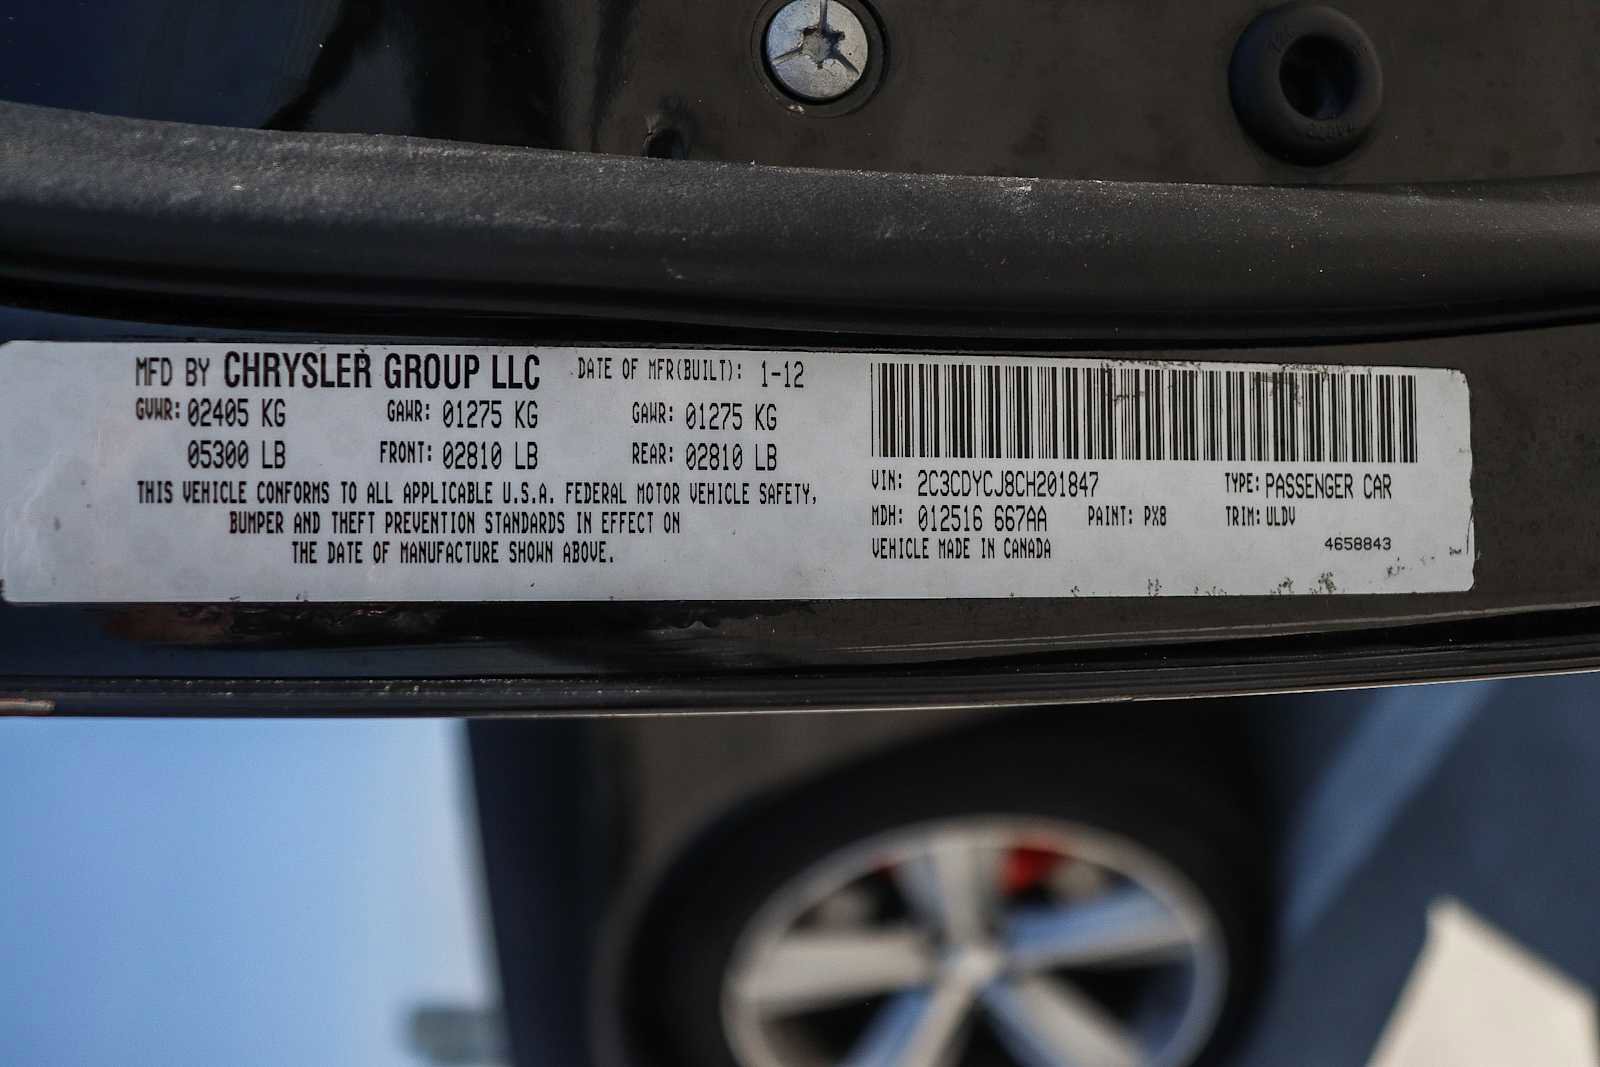 MFD BY CHRYSLER GROUP LLC DATE OF MFR(BUILT): 1-12
GVWR: 02405 KG GAWR: 01275 KG GAWR: 01275 KG
05300 LB FRONT: 02810 LB REAR: 02810 LB
THIS VEHICLE CONFORMS TO ALL APPLICABLE U.S.A. FEDERAL MOTOR VEHICLE SAFETY,
BUMPER AND THEFT PREVENTION STANDARDS IN EFFECT ON
THE DATE OF MANUFACTURE SHOWN ABOVE.
VIN: 2C3CDYCJ8CH201847 TYPE: PASSENGER CAR
MDH: 012516 667AA PAINT: PX8 TRIM: ULDV
VEHICLE MADE IN CANADA 4658843